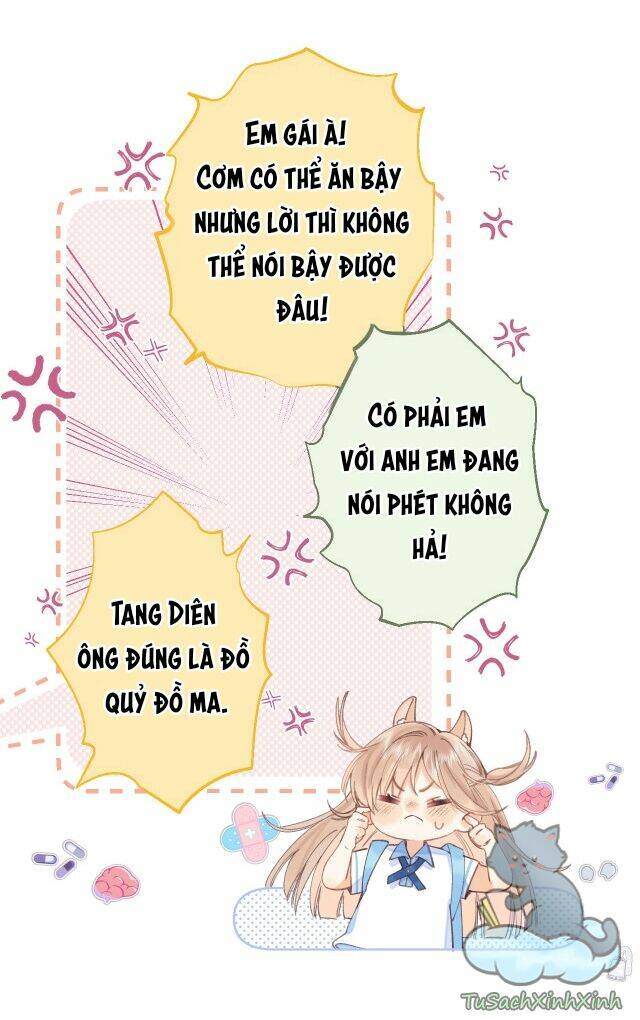 EM GÁI À!
CƠM CÓ THỂ ĂN BẬY
NHƯNG LỜI THÌ KHÔNG
THỂ NÓI BẬY ĐƯỢC
ĐÂU!
CÓ PHẢI EM
VỚI ANH EM ĐANG
NÓI PHÉT KHÔNG
HẢ!
TANG DIÊN
ÔNG ĐÚNG LÀ ĐỒ
QUỶ ĐỒ MA.
TuSachXinhXinh